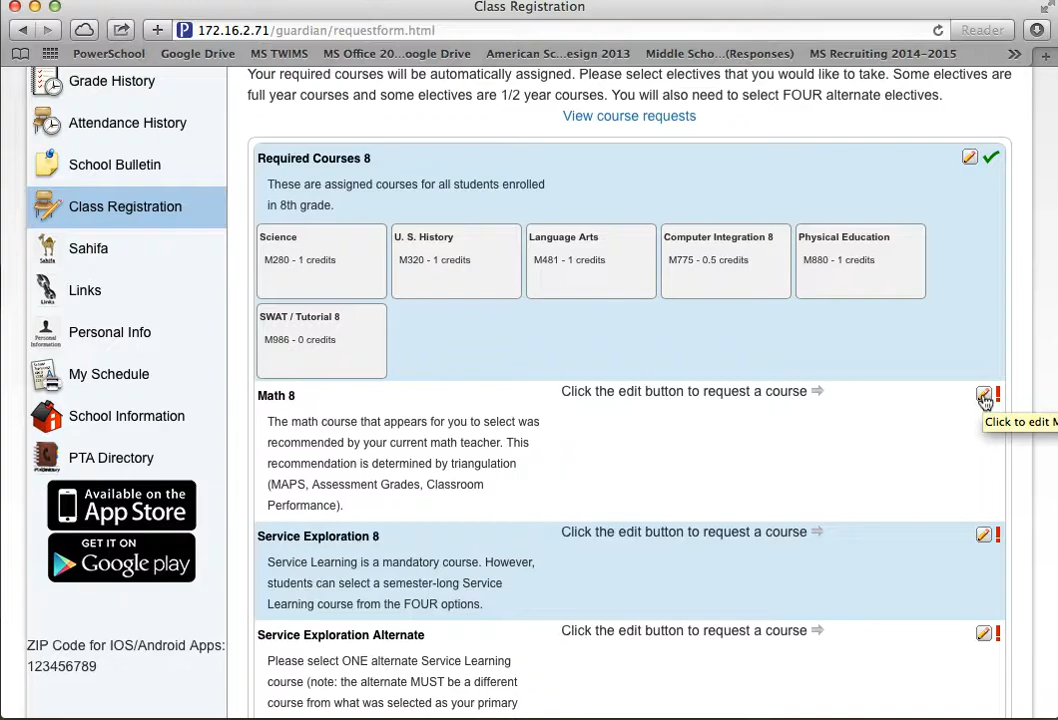 Class Registration
172.16.2.71/guardian/requestform.html
Reader
PowerSchool Google Drive MS TWIMS MS Office 20...oogle Drive American Sc...esign 2013 Middle Scho...(Responses) MS Recruiting 2014–2015
Grade History
Attendance History
School Bulletin
Class Registration
Sahifa
Sahifa
Links
Links
Personal Info
Personal
Information
My Schedule
School Information
PTA Directory
Available on the
App Store
GET IT ON
Google play
ZIP Code for IOS/Android Apps:
123456789
Your required courses will be automatically assigned. Please select electives that you would like to take. Some electives are
full year courses and some electives are 1/2 year courses. You will also need to select FOUR alternate electives.
View course requests
Required Courses 8
These are assigned courses for all students enrolled
in 8th grade.
Science
M280 - 1 credits
U. S. History
M320 - 1 credits
Language Arts
M481 - 1 credits
Computer Integration 8
M775 - 0.5 credits
Physical Education
M880 - 1 credits
SWAT / Tutorial 8
M986 - 0 credits
Math 8
Click the edit button to request a course ⇒
!
Click to edit M
The math course that appears for you to select was
recommended by your current math teacher. This
recommendation is determined by triangulation
(MAPS, Assessment Grades, Classroom
Performance).
Service Exploration 8
Click the edit button to request a course ⇒
!
Service Learning is a mandatory course. However,
students can select a semester-long Service
Learning course from the FOUR options.
Service Exploration Alternate
Click the edit button to request a course ⇒
!
Please select ONE alternate Service Learning
course (note: the alternate MUST be a different
course from what was selected as your primary